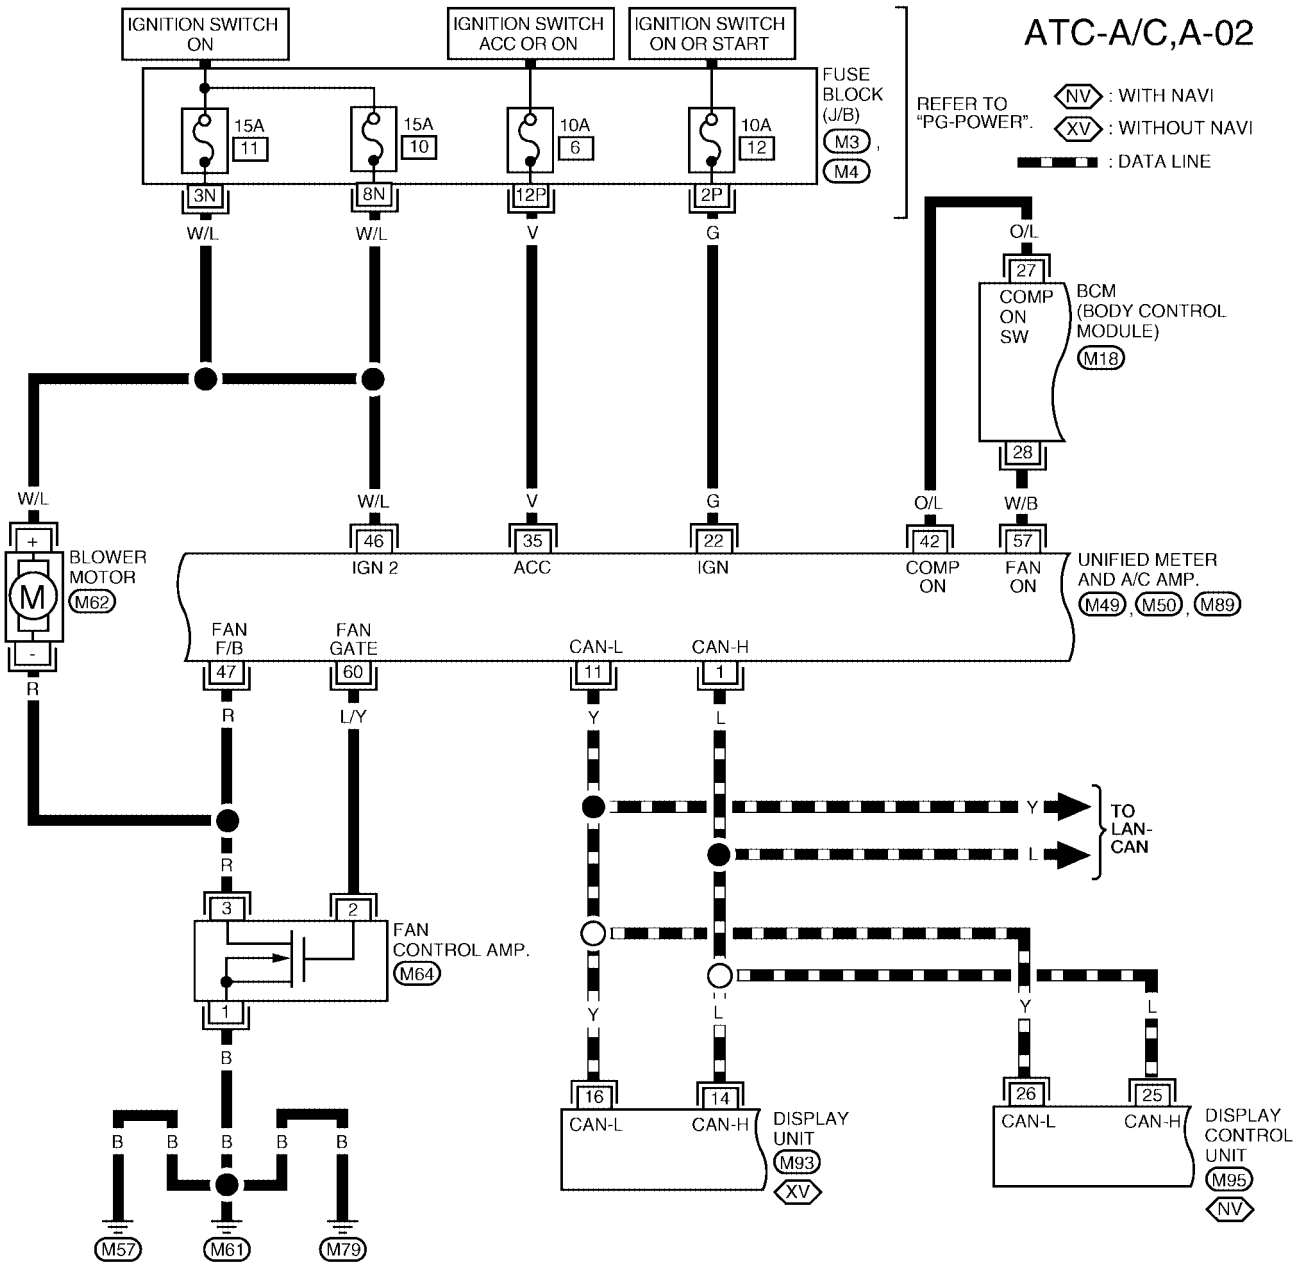 IGNITION SWITCH
ON
IGNITION SWITCH
ACC OR ON
IGNITION SWITCH
ON OR START
ATC-A/C,A-02
FUSE
BLOCK
(J/B)
M3 ,
M4
REFER TO
"PG-POWER".
NV : WITH NAVI
XV : WITHOUT NAVI
: DATA LINE
15A
11
15A
10
10A
6
10A
12
3N
8N
12P
2P
W/L
W/L
V
G
O/L
27
COMP
ON
SW
BCM
(BODY CONTROL
MODULE)
M18
28
W/L
W/L
V
G
O/L
W/B
+
46
35
22
42
57
BLOWER
MOTOR
M62
M
-
IGN 2
ACC
IGN
COMP
ON
FAN
ON
UNIFIED METER
AND A/C AMP.
M49 , M50 , M89
FAN
F/B
FAN
GATE
CAN-L
CAN-H
47
60
11
1
R
R
L/Y
Y
L
Y
L
TO
LAN-
CAN
R
3
2
FAN
CONTROL AMP.
M64
1
B
Y
L
Y
L
16
14
26
25
CAN-L
CAN-H
DISPLAY
UNIT
M93
XV
CAN-L
CAN-H
DISPLAY
CONTROL
UNIT
M95
NV
B
B
B
B
B
M57
M61
M79